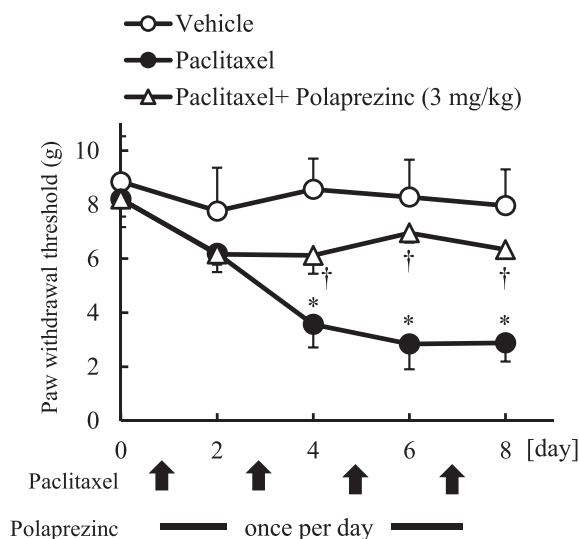 Vehicle
Paclitaxel
Paclitaxel+ Polaprezinc (3 mg/kg)
Paw withdrawal threshold (g)
10
8
6
4
2
0
†
†
†
*
*
*
0 2 4 6 8 [day]
Paclitaxel
Polaprezinc once per day